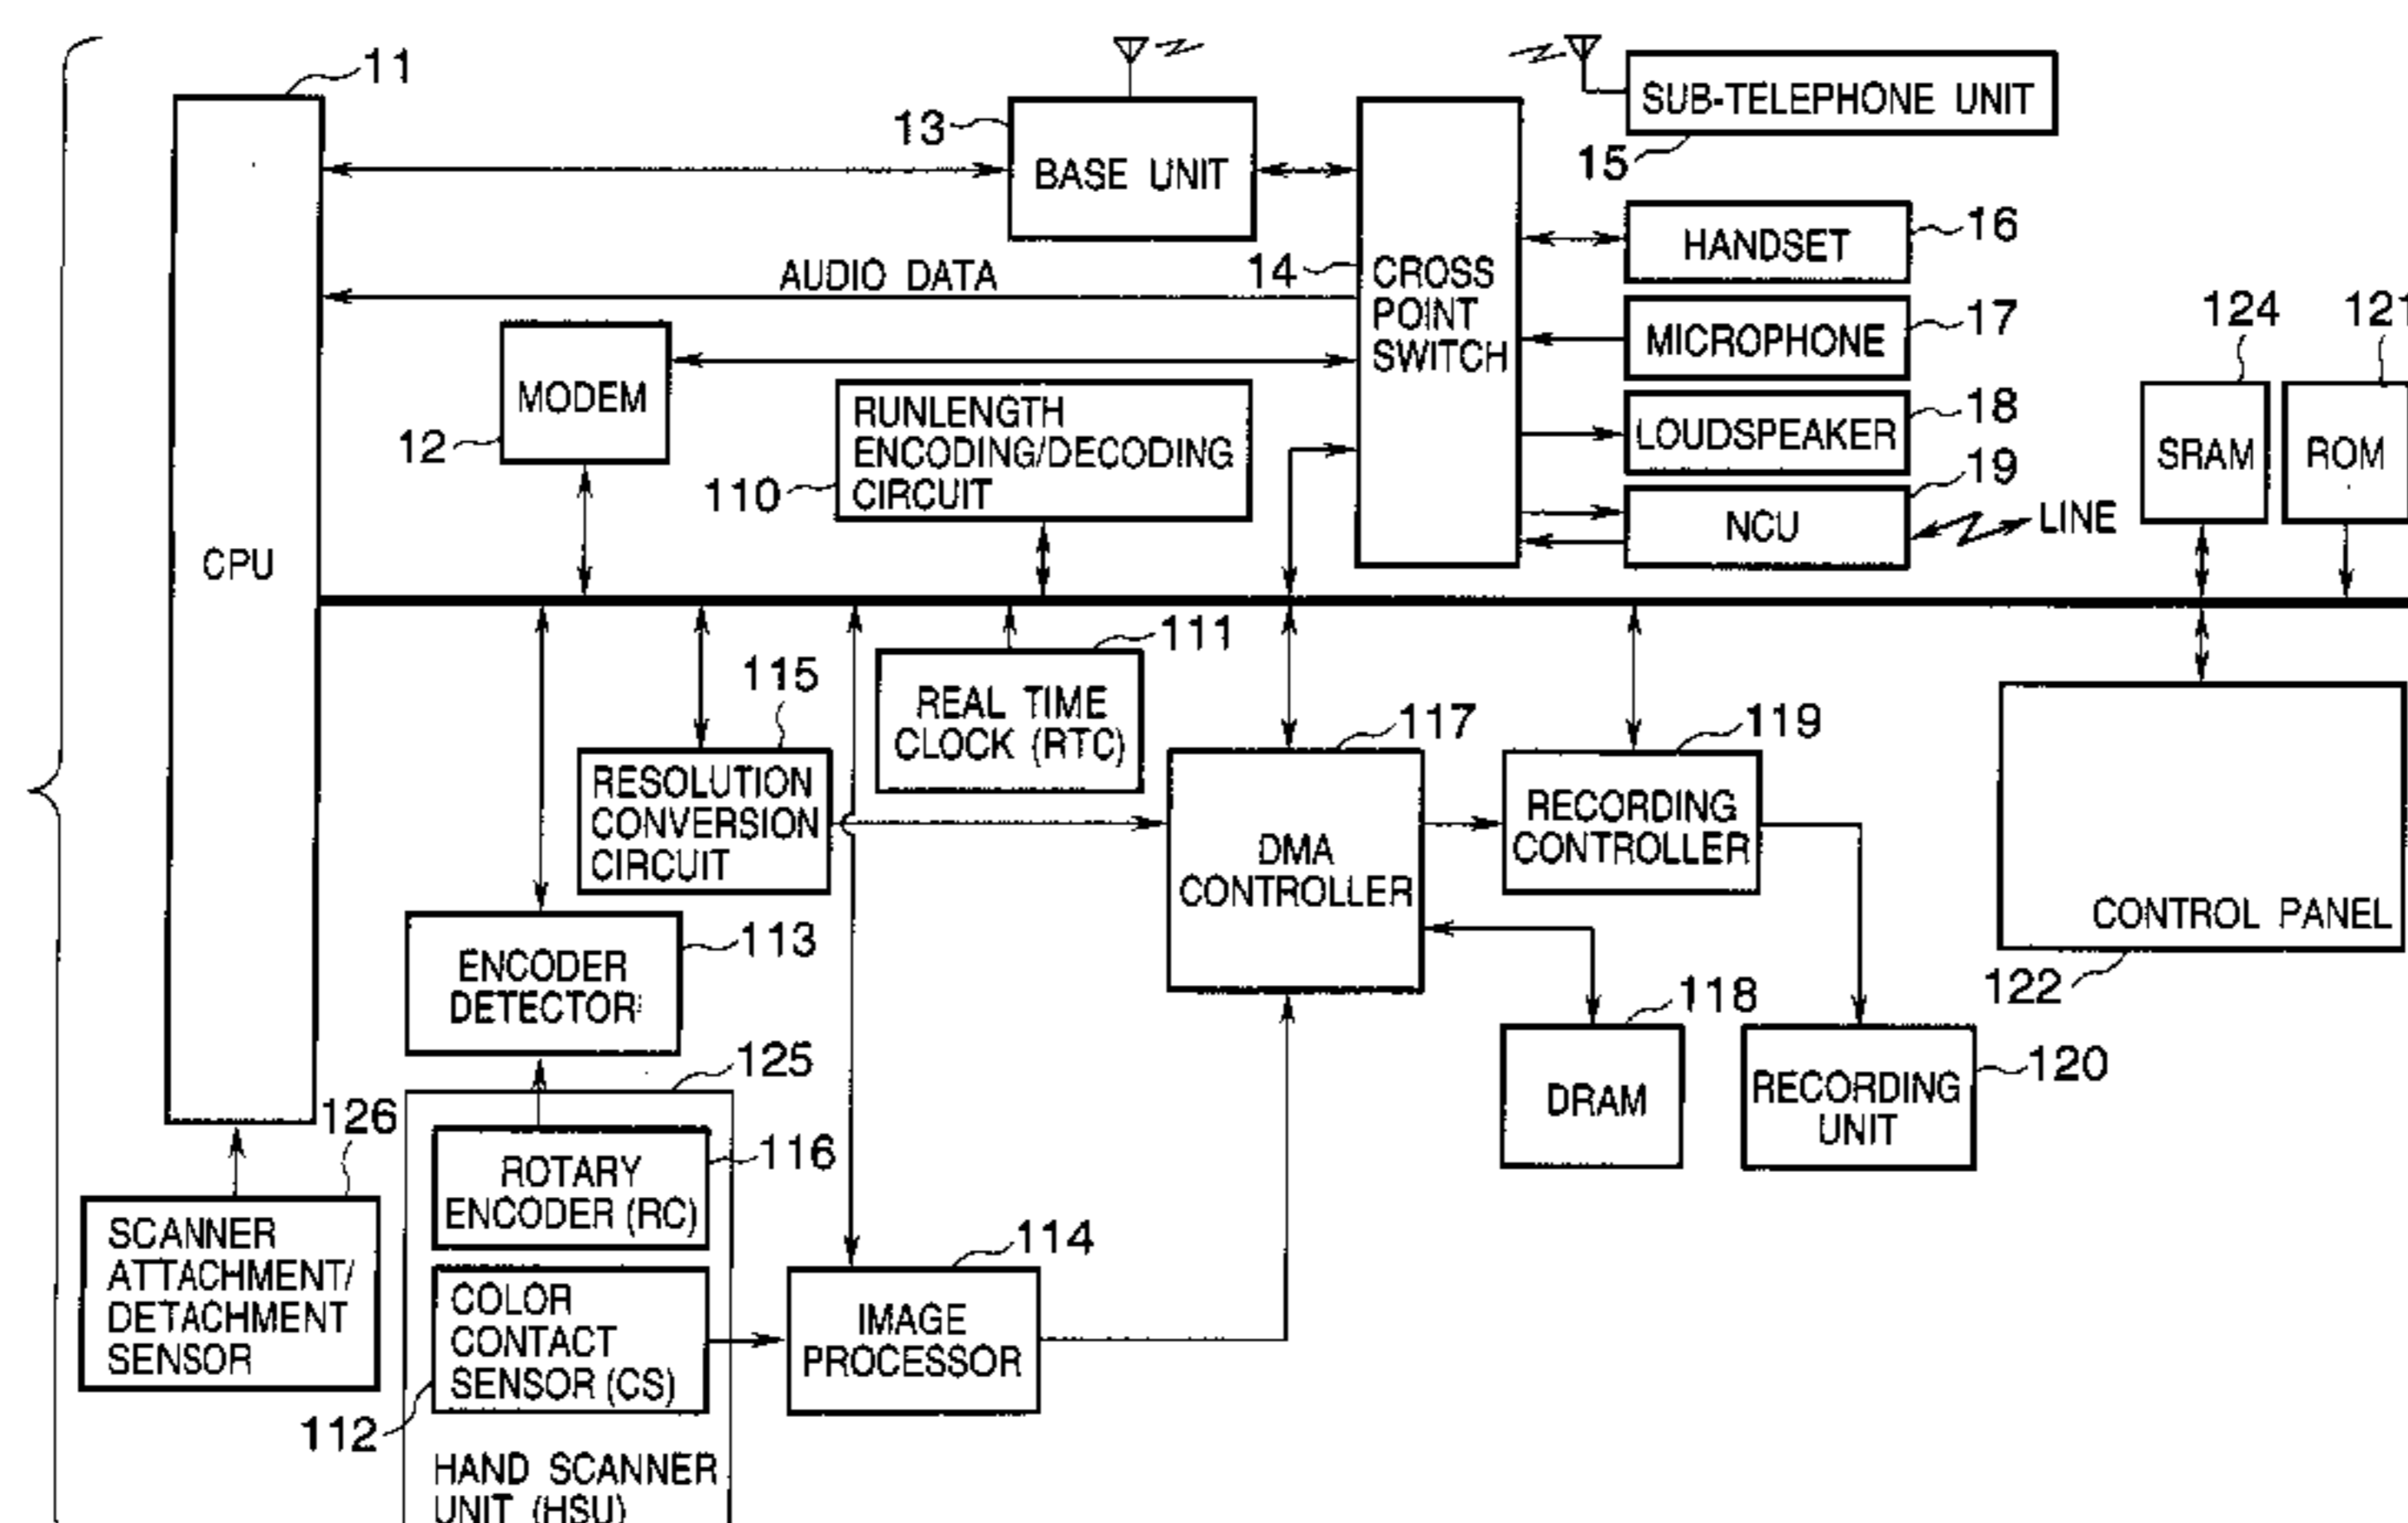 11
13
BASE UNIT
SUB-TELEPHONE UNIT
15
HANDSET
16
AUDIO DATA
14
CROSS
POINT
SWITCH
MICROPHONE
17
124
121
MODEM
12
RUNLENGTH
ENCODING/DECODING
CIRCUIT
110
LOUDSPEAKER
18
19
NCU
LINE
SRAM
ROM
CPU
111
REAL TIME
CLOCK (RTC)
115
RESOLUTION
CONVERSION
CIRCUIT
117
DMA
CONTROLLER
119
RECORDING
CONTROLLER
CONTROL PANEL
122
113
ENCODER
DETECTOR
118
DRAM
120
RECORDING
UNIT
125
126
116
ROTARY
ENCODER (RC)
SCANNER
ATTACHMENT/
DETACHMENT
SENSOR
COLOR
CONTACT
SENSOR (CS)
112
114
IMAGE
PROCESSOR
HAND SCANNER
UNIT (HSU)